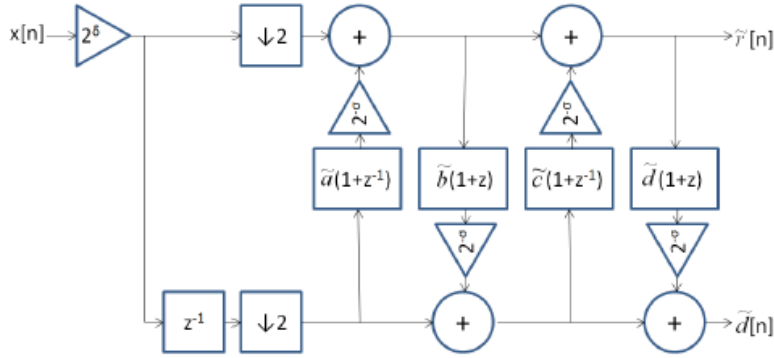 x[n] 2^δ ↓2 + + r̃[n]
2^-σ 2^-σ
ã(1+z⁻¹) b̃(1+z) c̃(1+z⁻¹) d̃(1+z)
2^-σ 2^-σ
z⁻¹ ↓2 + + d̃[n]